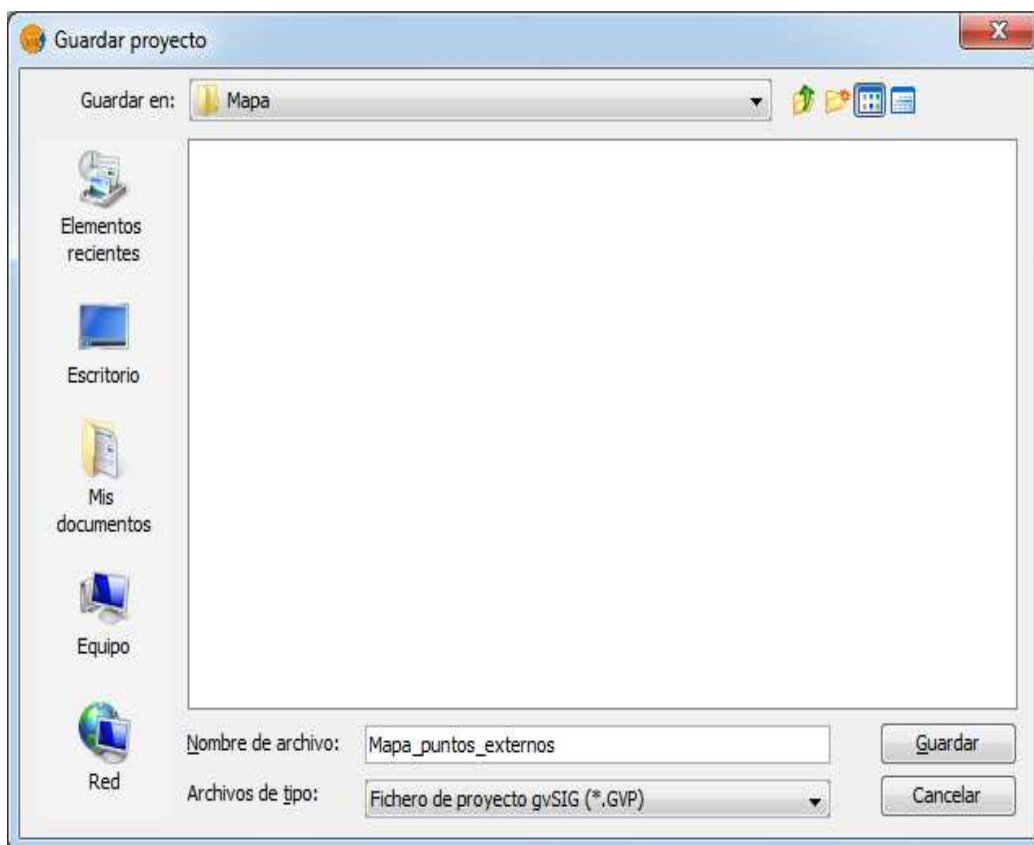 Guardar proyecto
Guardar en: Mapa
Elementos
recientes
Escritorio
Mis
documentos
Equipo
Red
Nombre de archivo: Mapa_puntos_externos Guardar
Archivos de tipo: Fichero de proyecto gvSIG (*.GVP) Cancelar